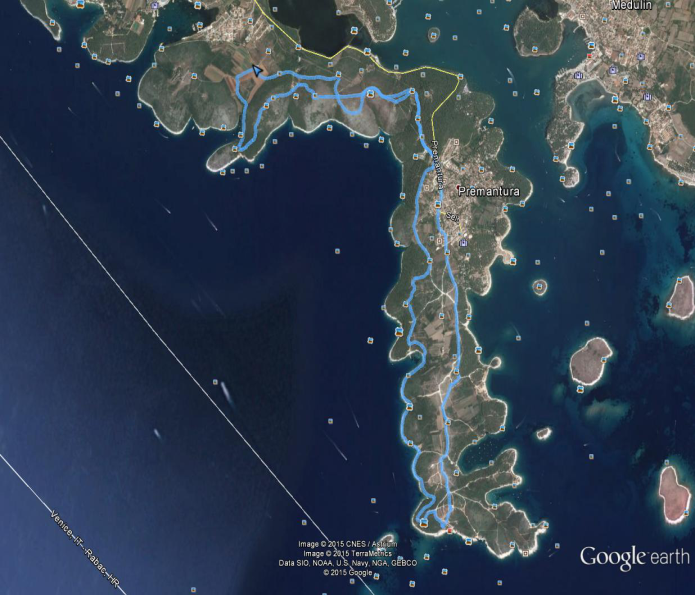 Medulin
Premantura
Premantura
Venice--IT - Rabac--HR
Image © 2015 CNES / Astrium
Image © 2015 TerraMetrics
Data SIO, NOAA, U.S. Navy, NGA, GEBCO
© 2015 Google
Google earth